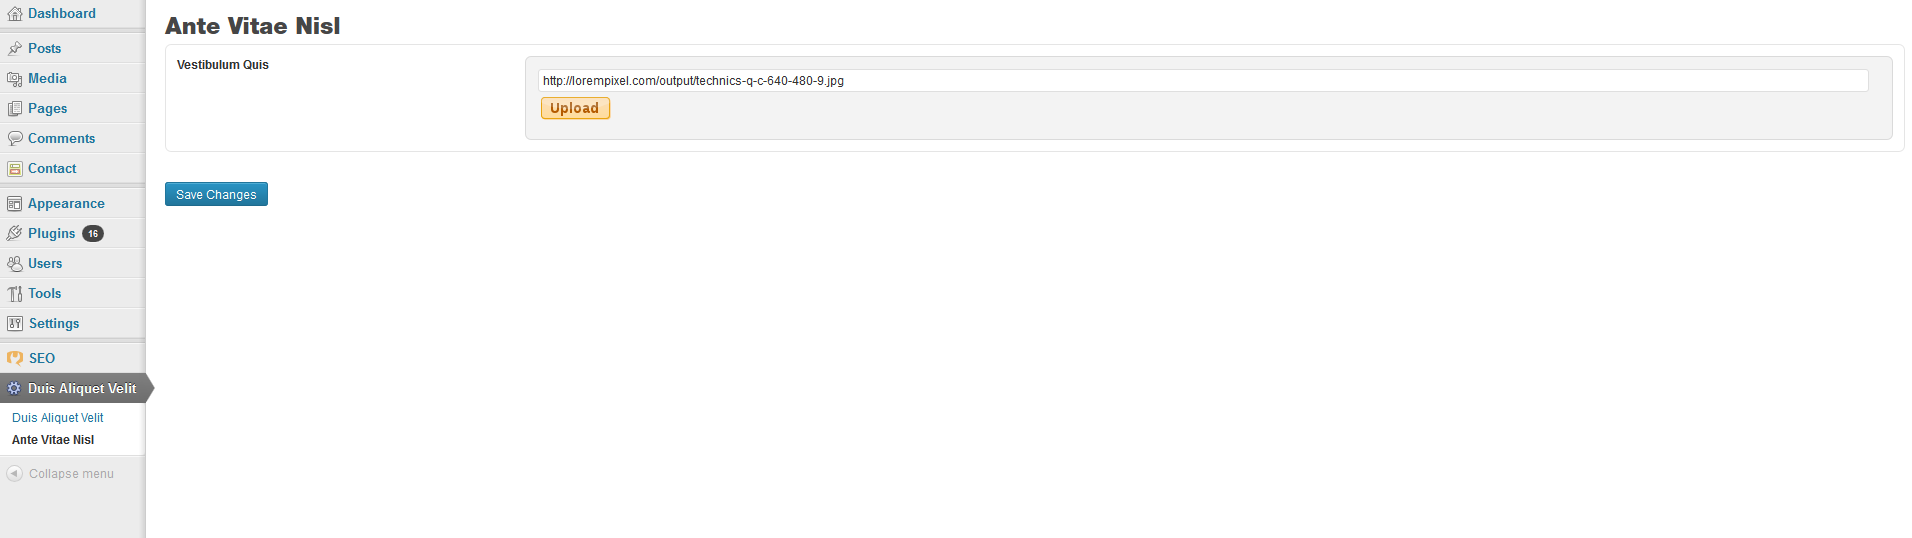 Dashboard
Posts
Media
Pages
Comments
Contact
Appearance
Plugins 16
Users
Tools
Settings
SEO
Duis Aliquet Velit
Duis Aliquet Velit
Ante Vitae Nisl
Collapse menu
Ante Vitae Nisl
Vestibulum Quis
http://lorempixel.com/output/technics-q-c-640-480-9.jpg
Upload
Save Changes